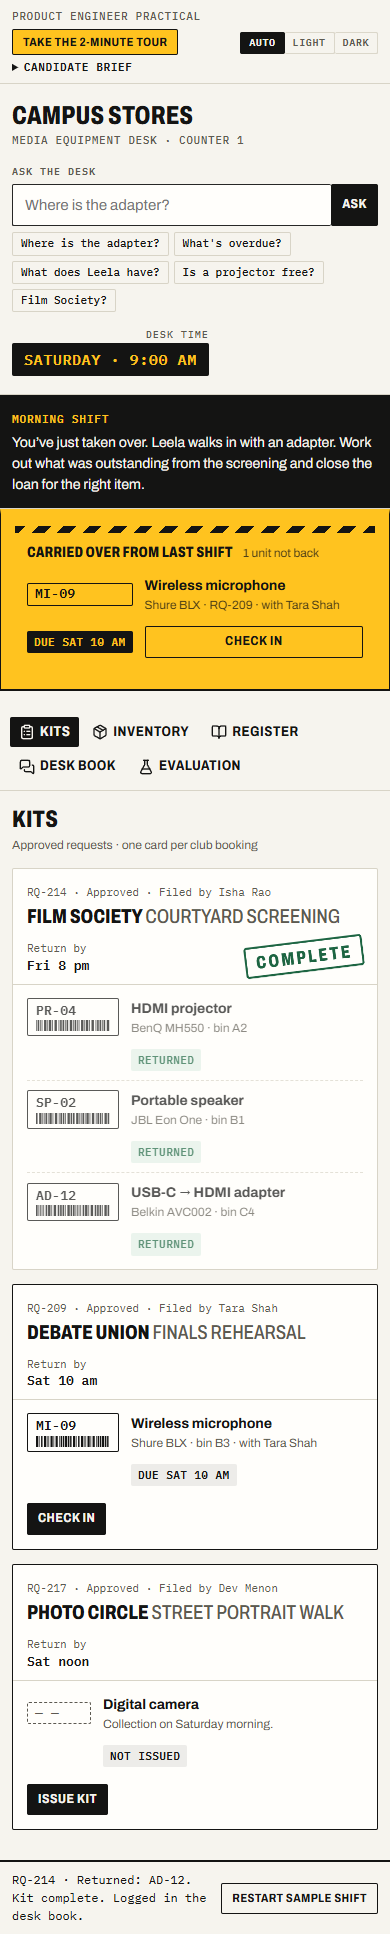 PRODUCT ENGINEER PRACTICAL
TAKE THE 2-MINUTE TOUR
AUTO LIGHT DARK
▶ CANDIDATE BRIEF
CAMPUS STORES
MEDIA EQUIPMENT DESK · COUNTER 1
ASK THE DESK
Where is the adapter?
ASK
Where is the adapter? What's overdue?
What does Leela have? Is a projector free?
Film Society?
DESK TIME
SATURDAY · 9:00 AM
MORNING SHIFT
You've just taken over. Leela walks in with an adapter. Work
out what was outstanding from the screening and close the
loan for the right item.
CARRIED OVER FROM LAST SHIFT 1 unit not back
MI-09
Wireless microphone
Shure BLX · RQ-209 · with Tara Shah
DUE SAT 10 AM
CHECK IN
KITS INVENTORY REGISTER
DESK BOOK EVALUATION
KITS
Approved requests · one card per club booking
RQ-214 · Approved · Filed by Isha Rao
FILM SOCIETY COURTYARD SCREENING
Return by
Fri 8 pm
COMPLETE
PR-04
HDMI projector
BenQ MH550 · bin A2
RETURNED
SP-02
Portable speaker
JBL Eon One · bin B1
RETURNED
AD-12
USB-C → HDMI adapter
Belkin AVC002 · bin C4
RETURNED
RQ-209 · Approved · Filed by Tara Shah
DEBATE UNION FINALS REHEARSAL
Return by
Sat 10 am
MI-09
Wireless microphone
Shure BLX · bin B3 · with Tara Shah
DUE SAT 10 AM
CHECK IN
RQ-217 · Approved · Filed by Dev Menon
PHOTO CIRCLE STREET PORTRAIT WALK
Return by
Sat noon
— —
Digital camera
Collection on Saturday morning.
NOT ISSUED
ISSUE KIT
RQ-214 · Returned: AD-12.
Kit complete. Logged in the
desk book.
RESTART SAMPLE SHIFT